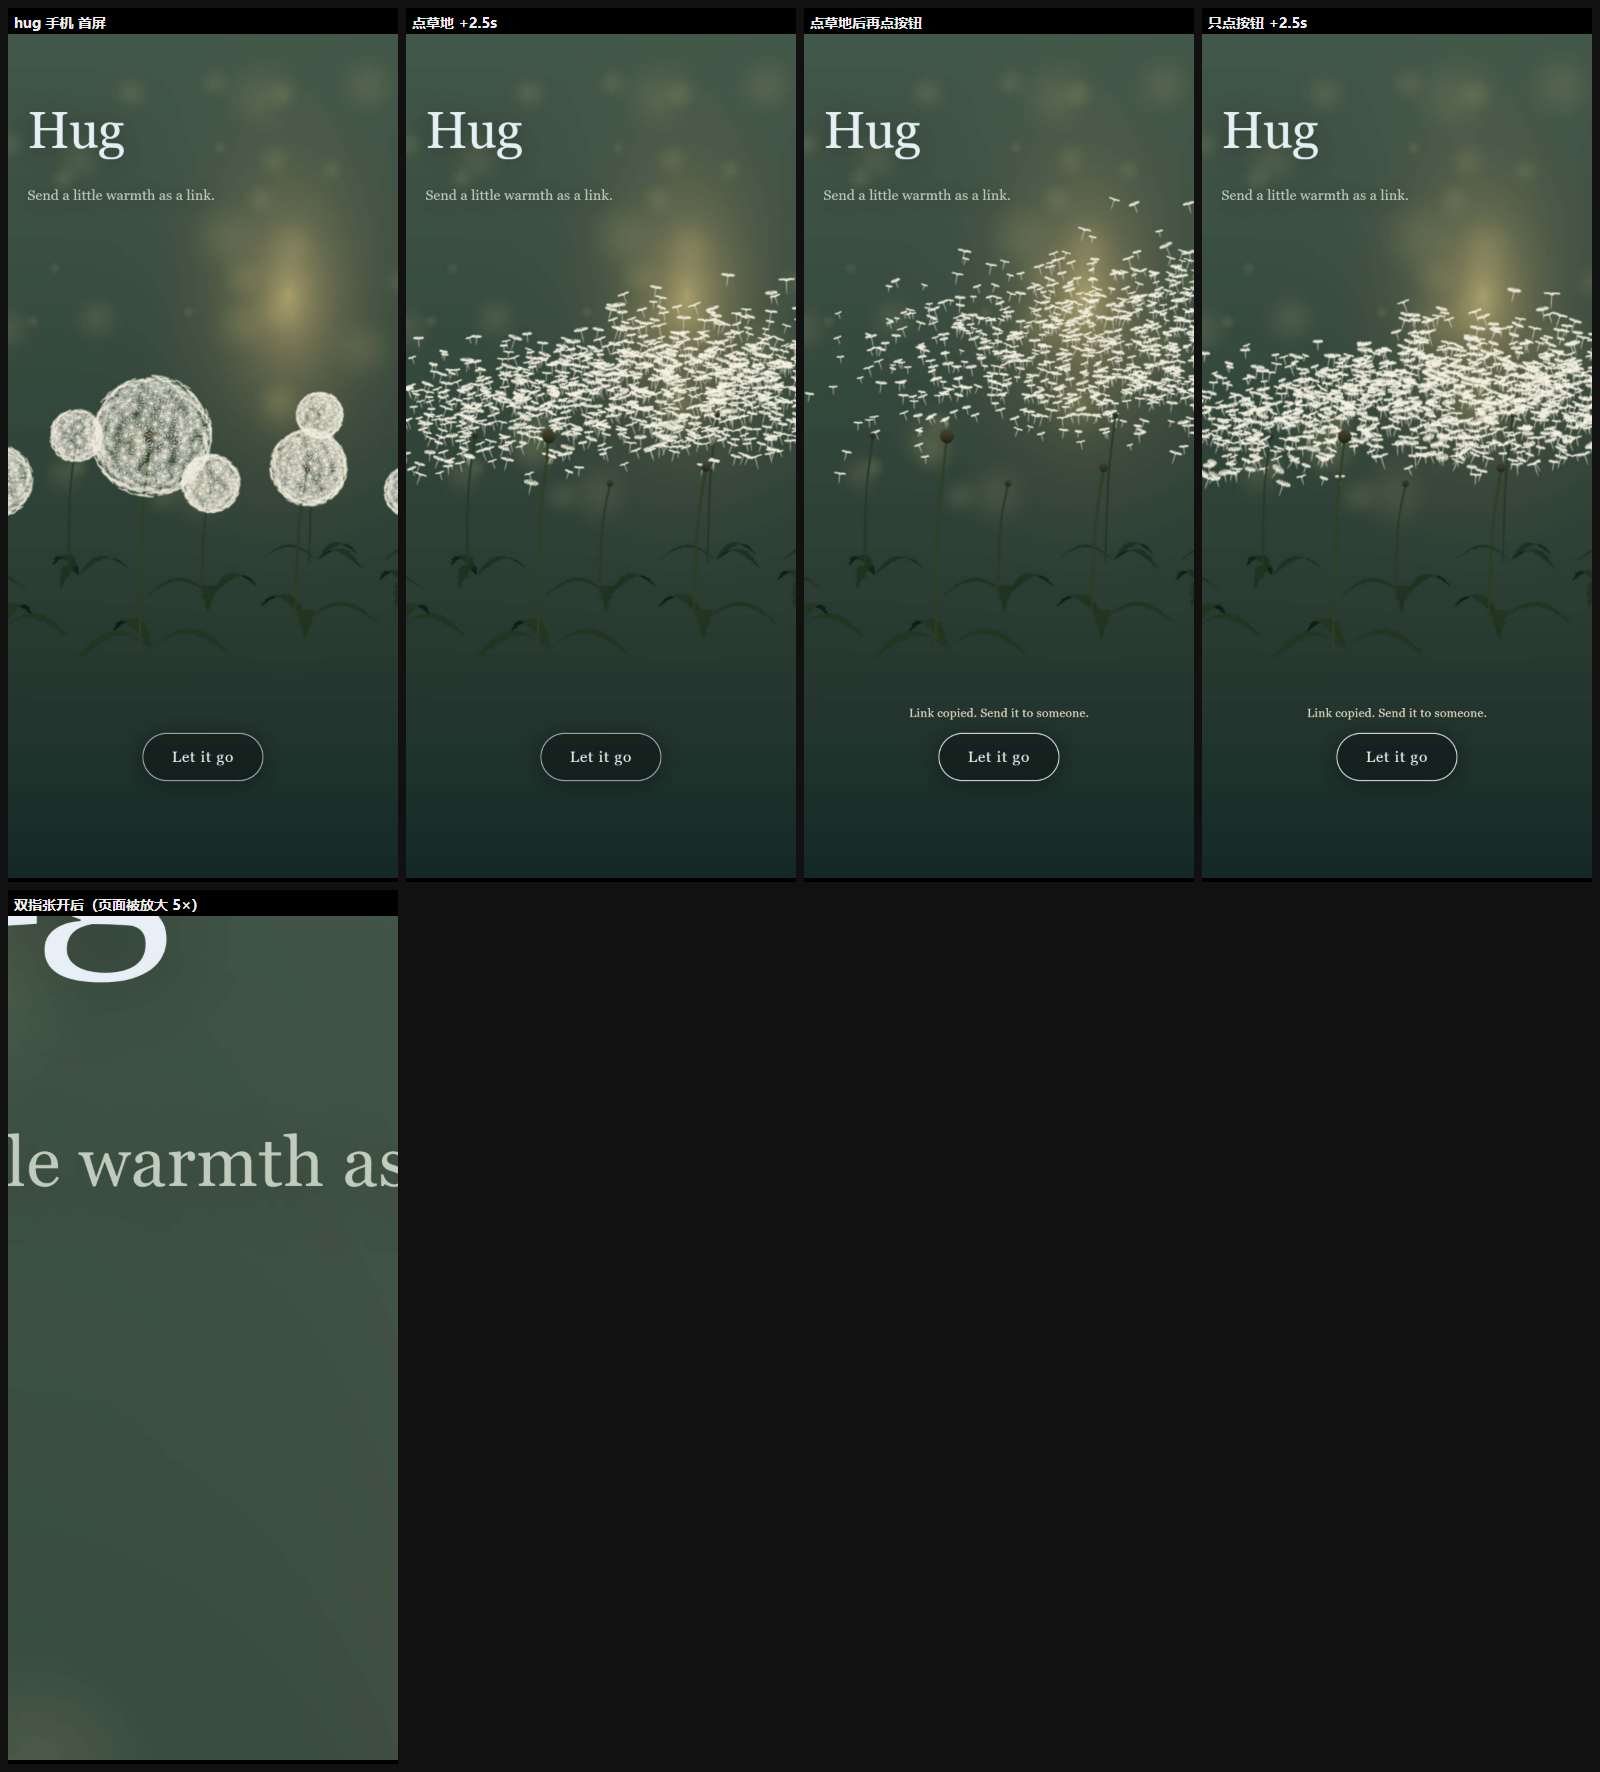 hug 手机 首屏
Hug
Send a little warmth as a link.
Let it go
点草地 +2.5s
Hug
Send a little warmth as a link.
Let it go
点草地后再点按钮
Hug
Send a little warmth as a link.
Link copied. Send it to someone.
Let it go
只点按钮 +2.5s
Hug
Send a little warmth as a link.
Link copied. Send it to someone.
Let it go
双指张开后（页面被放大 5×）
g
le warmth as